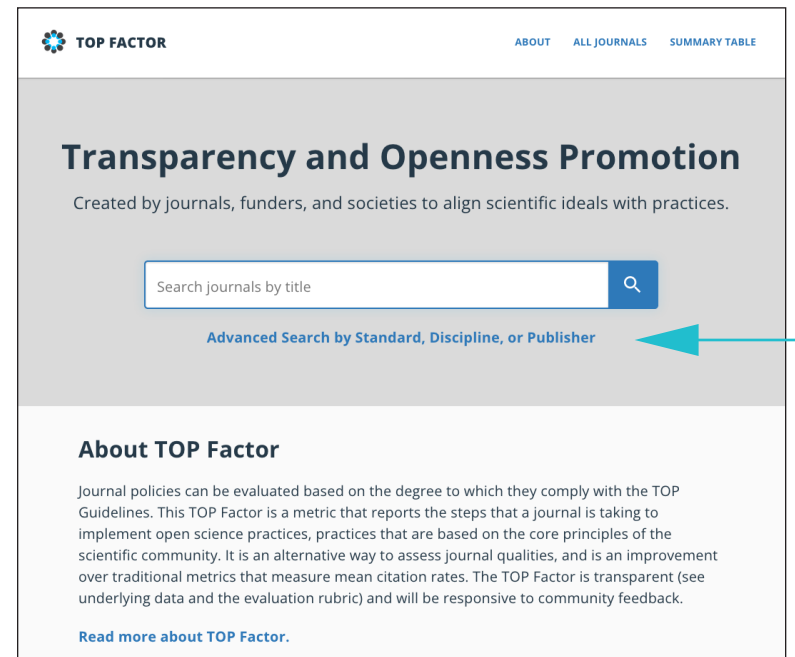 TOP FACTOR
ABOUT ALL JOURNALS SUMMARY TABLE
Transparency and Openness Promotion
Created by journals, funders, and societies to align scientific ideals with practices.
Search journals by title
Advanced Search by Standard, Discipline, or Publisher
About TOP Factor
Journal policies can be evaluated based on the degree to which they comply with the TOP
Guidelines. This TOP Factor is a metric that reports the steps that a journal is taking to
implement open science practices, practices that are based on the core principles of the
scientific community. It is an alternative way to assess journal qualities, and is an improvement
over traditional metrics that measure mean citation rates. The TOP Factor is transparent (see
underlying data and the evaluation rubric) and will be responsive to community feedback.
Read more about TOP Factor.